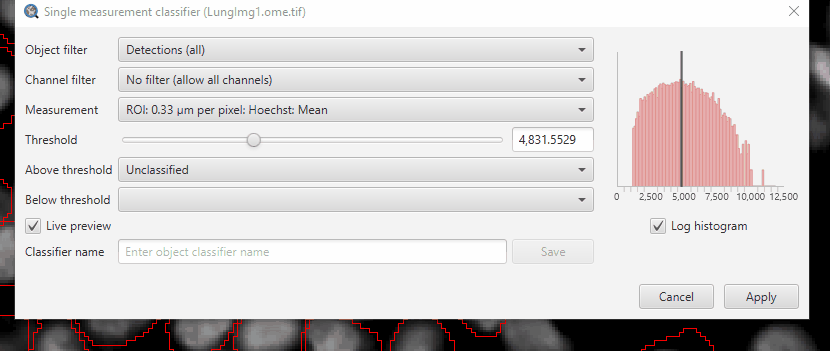 Single measurement classifier (LungImg1.ome.tif)
Object filter Detections (all)
Channel filter No filter (allow all channels)
Measurement ROI: 0.33 µm per pixel: Hoechst: Mean
Threshold 4,831.5529
Above threshold Unclassified
Below threshold
0 2,500 5,000 7,500 10,000 12,500
Live preview
Log histogram
Classifier name Enter object classifier name Save
Cancel Apply